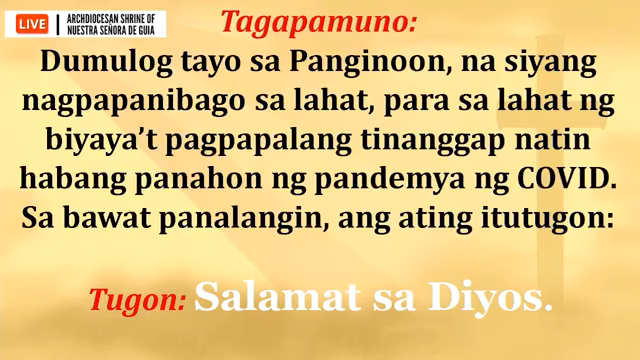 LIVE
ARCHDIOCESAN SHRINE OF
NUESTRA SEÑORA DE GUIA
Tagapamuno:
Dumulog tayo sa Panginoon, na siyang
nagpapanibago sa lahat, para sa lahat ng
biyaya’t pagpapalang tinanggap natin
habang panahon ng pandemya ng COVID.
Sa bawat panalangin, ang ating itutugon:
Tugon: Salamat sa Diyos.